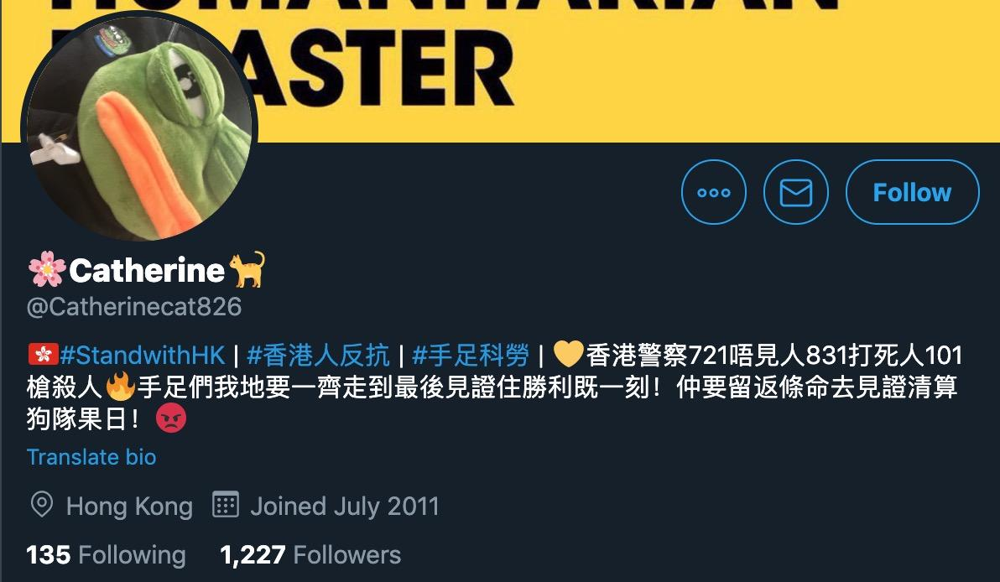 ASTER
🌸Catherine🐈
@Catherinecat826
🇭🇰#StandwithHK | #香港人反抗 | #手足科勞 | 💛香港警察721唔見人831打死人101
槍殺人🔥手足們我地要一齊走到最後見證住勝利既一刻！仲要留返條命去見證清算
狗隊果日！😡
Translate bio
Hong Kong Joined July 2011
135 Following 1,227 Followers
Follow